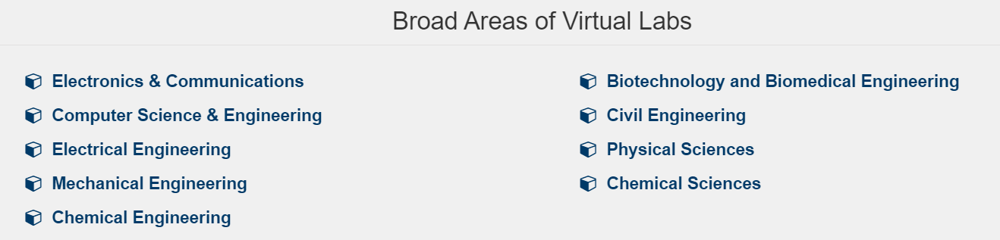 Broad Areas of Virtual Labs
Electronics & Communications
Computer Science & Engineering
Electrical Engineering
Mechanical Engineering
Chemical Engineering
Biotechnology and Biomedical Engineering
Civil Engineering
Physical Sciences
Chemical Sciences